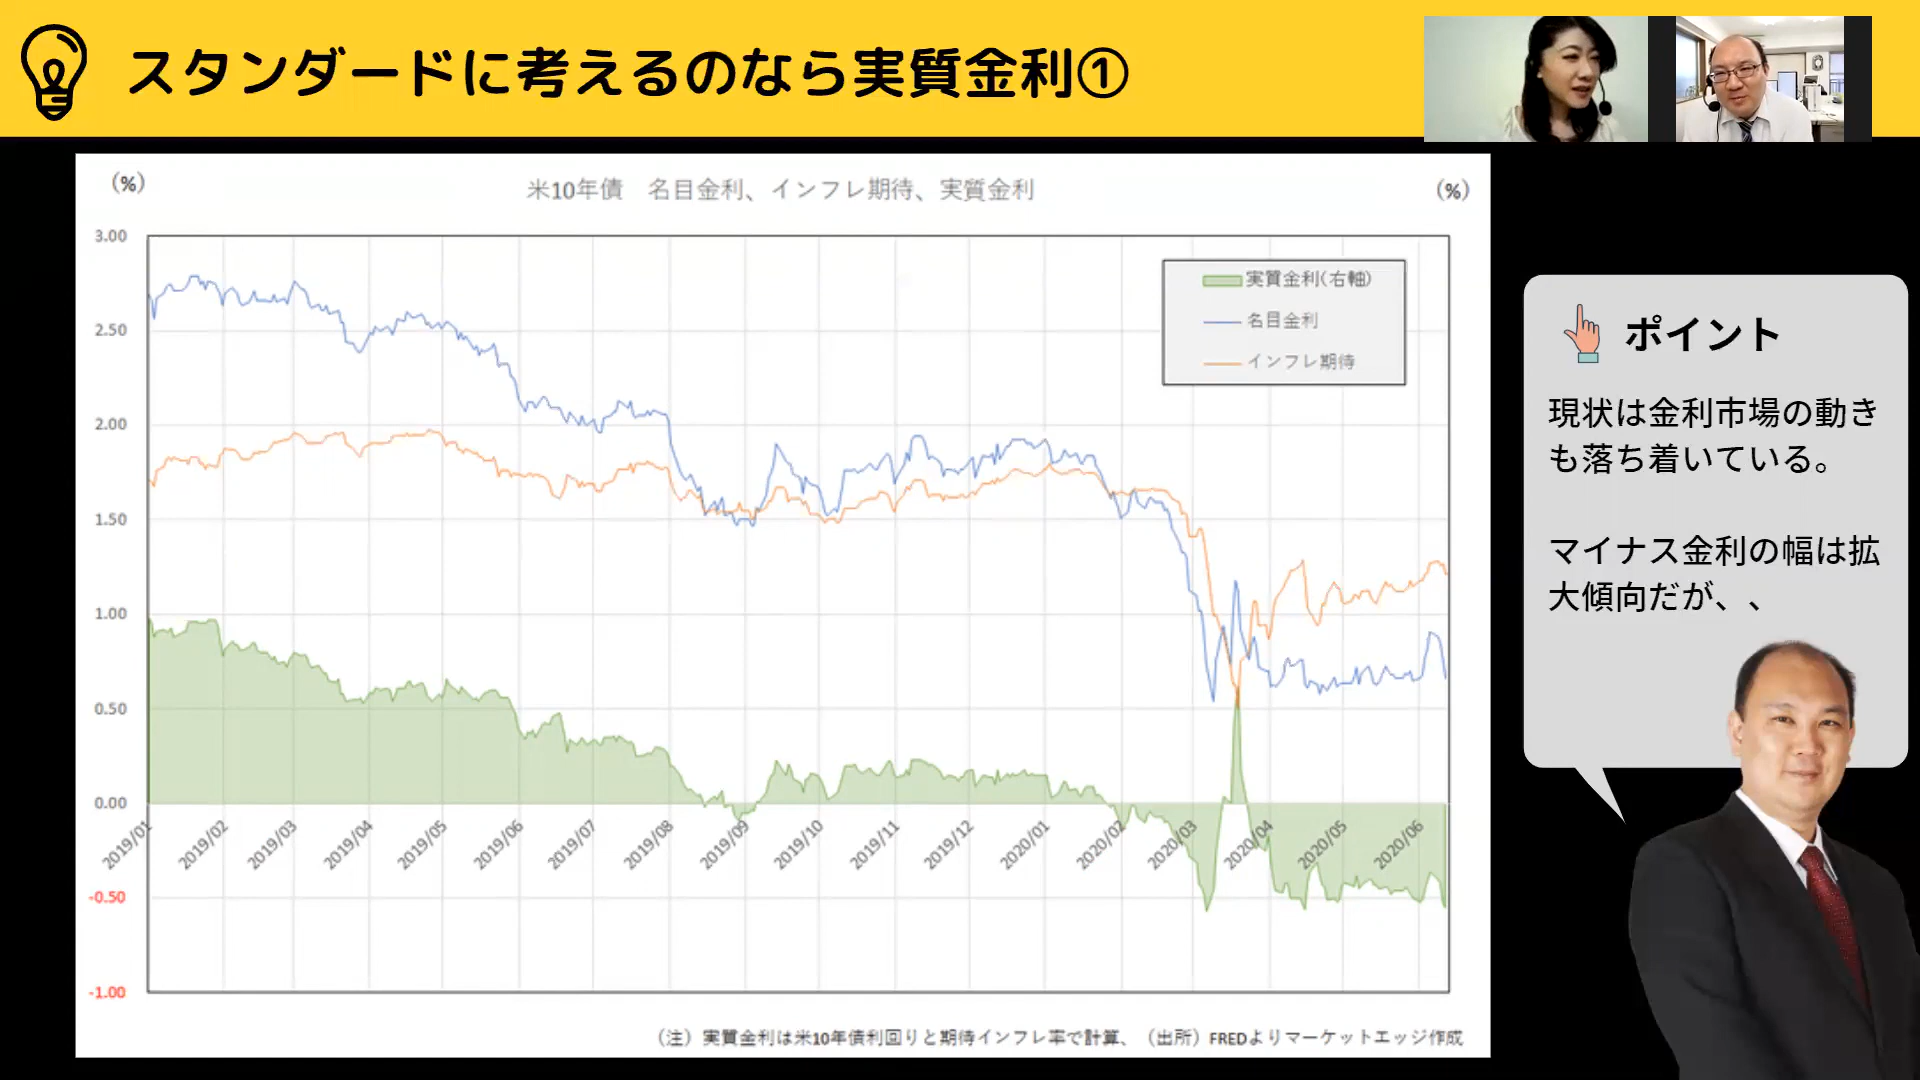 スタンダードに考えるのなら実質金利①
(%)
米10年債　名目金利、インフレ期待、実質金利
(%)
3.00
2.50
2.00
1.50
1.00
0.50
0.00
-0.50
-1.00
実質金利(右軸)
名目金利
インフレ期待
2019/01
2019/02
2019/03
2019/04
2019/05
2019/06
2019/07
2019/08
2019/09
2019/10
2019/11
2019/12
2020/01
2020/02
2020/03
2020/04
2020/05
2020/06
（注）実質金利は米10年債利回りと期待インフレ率で計算、（出所）FREDよりマーケットエッジ作成
ポイント
現状は金利市場の動き
も落ち着いている。
マイナス金利の幅は拡
大傾向だが、、